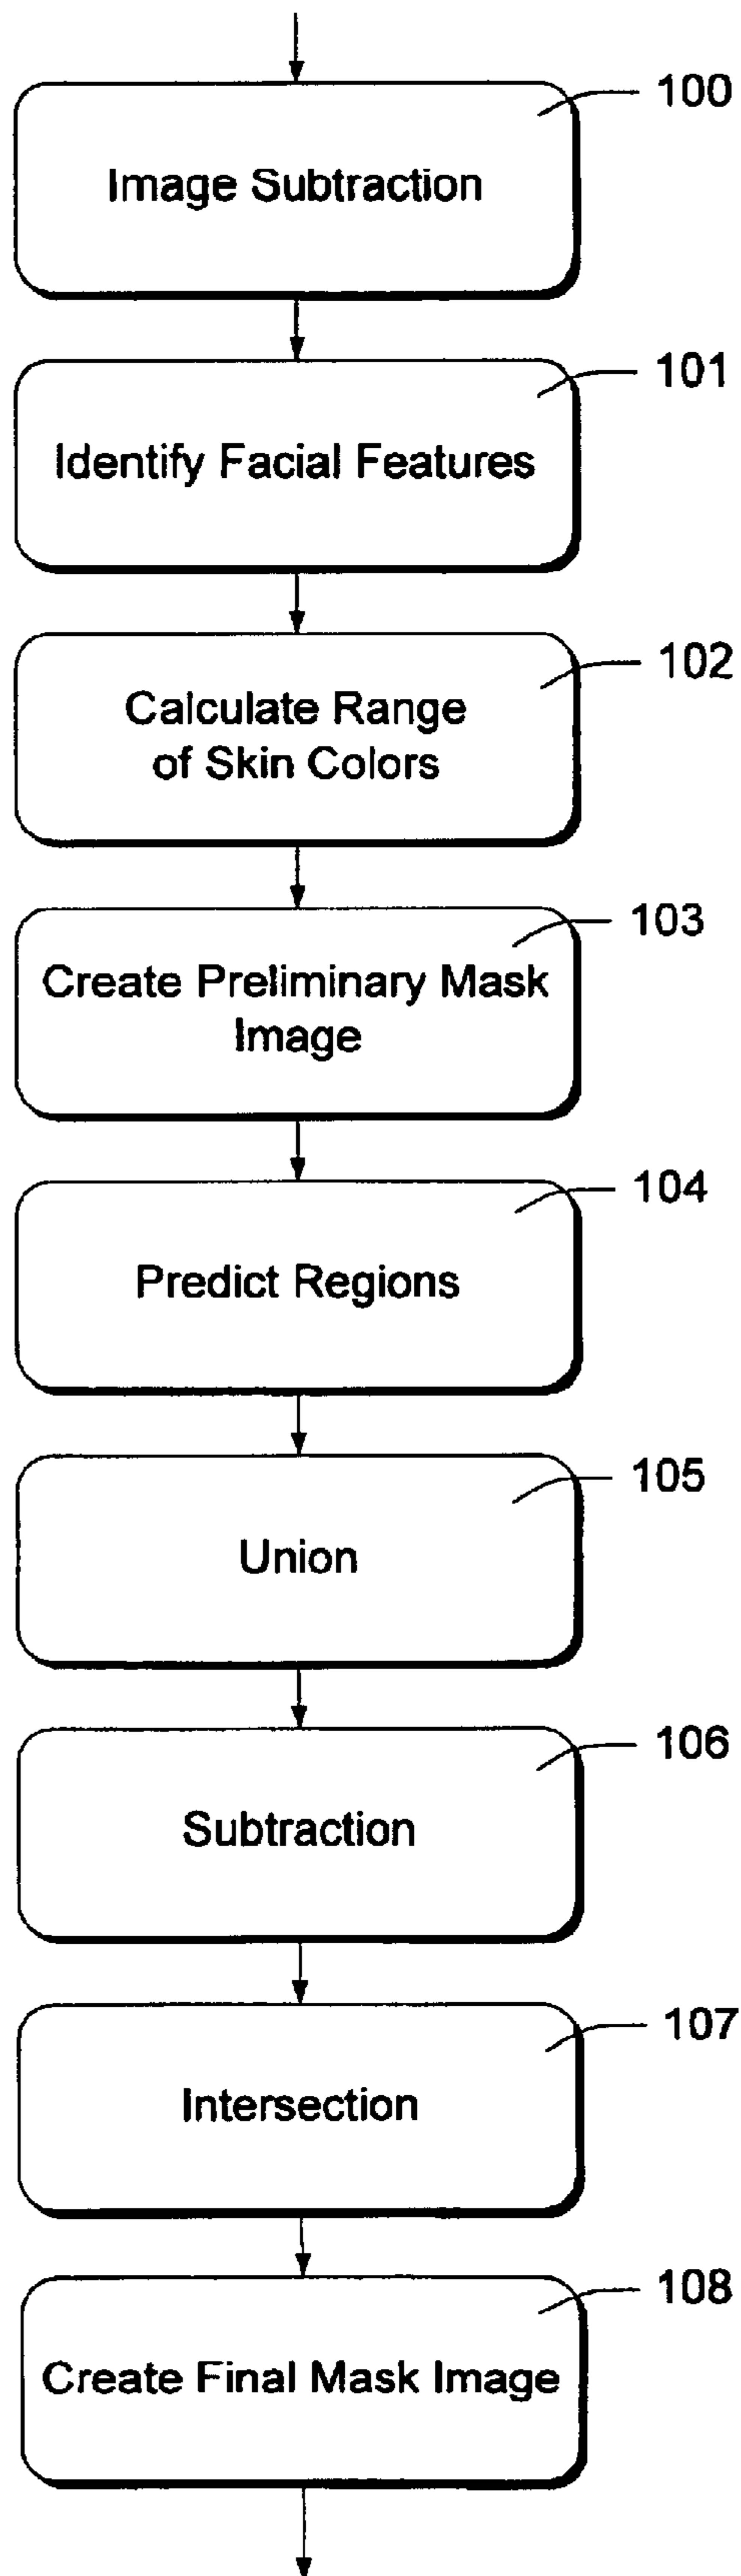 100
Image Subtraction
101
Identify Facial Features
102
Calculate Range
of Skin Colors
103
Create Preliminary Mask
Image
104
Predict Regions
105
Union
106
Subtraction
107
Intersection
108
Create Final Mask Image